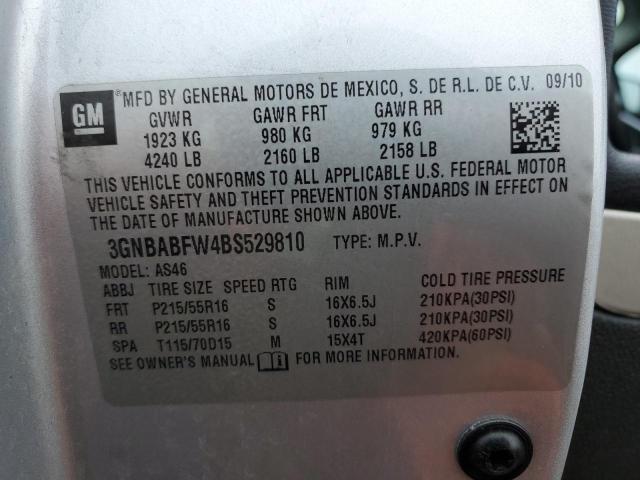 GM
MFD BY GENERAL MOTORS DE MEXICO, S. DE R.L. DE C.V. 09/10
GVWR GAWR FRT GAWR RR
1923 KG 980 KG 979 KG
4240 LB 2160 LB 2158 LB
THIS VEHICLE CONFORMS TO ALL APPLICABLE U.S. FEDERAL MOTOR
VEHICLE SAFETY AND THEFT PREVENTION STANDARDS IN EFFECT ON
THE DATE OF MANUFACTURE SHOWN ABOVE.
3GNBABFW4BS529810 TYPE: M.P.V.
MODEL: AS46
ABBJ TIRE SIZE SPEED RTG RIM COLD TIRE PRESSURE
FRT P215/55R16 S 16X6.5J 210KPA(30PSI)
RR P215/55R16 S 16X6.5J 210KPA(30PSI)
SPA T115/70D15 M 15X4T 420KPA(60PSI)
SEE OWNER'S MANUAL FOR MORE INFORMATION.